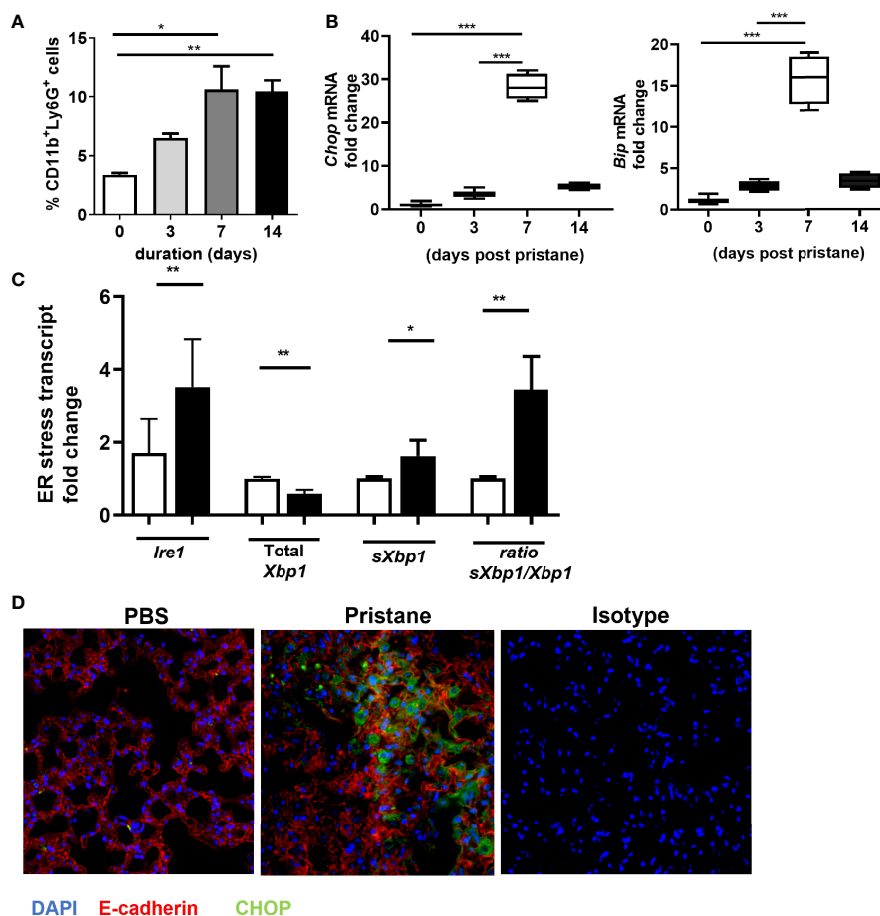 A
% CD11b+Ly6G+ cells
15
10
5
0
*
**
0 3 7 14
duration (days)
B
Chop mRNA
fold change
40
30
20
10
0
***
***
0 3 7 14
(days post pristane)
Bip mRNA
fold change
20
15
10
5
0
***
***
0 3 7 14
(days post pristane)
C
ER stress transcript
fold change
6
4
2
0
**
**
*
**
Ire1
Total
Xbp1
sXbp1
ratio
sXbp1/Xbp1
D
PBS Pristane Isotype
DAPI E-cadherin CHOP